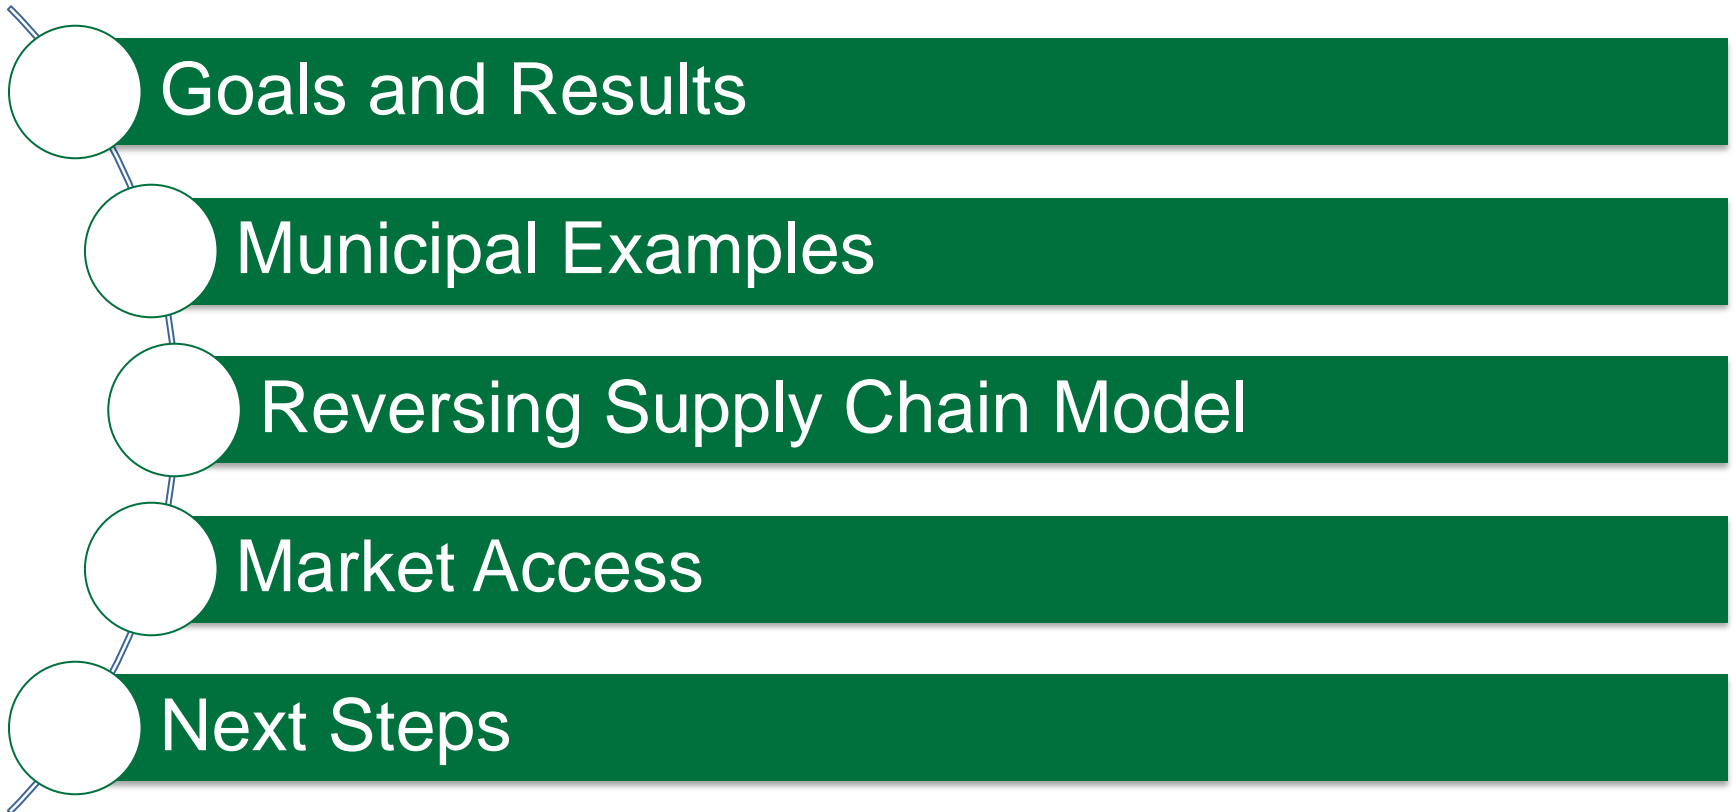 Goals and Results
Municipal Examples
Reversing Supply Chain Model
Market Access
Next Steps